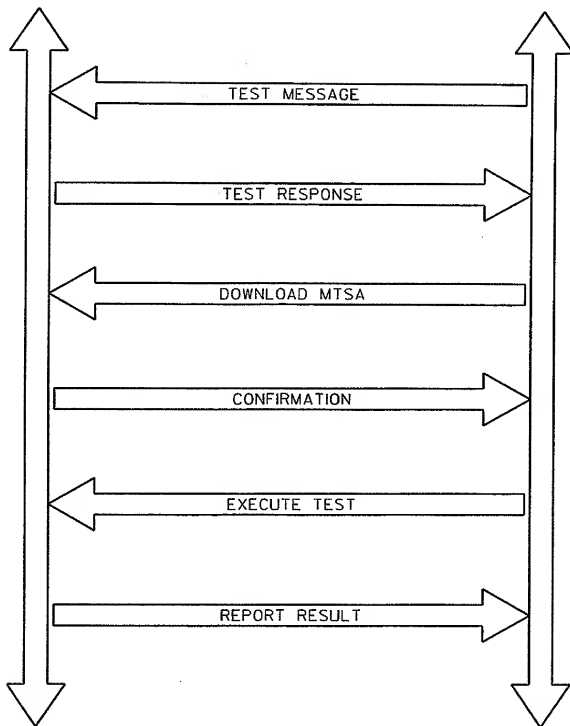 TEST MESSAGE
TEST RESPONSE
DOWNLOAD MTSA
CONFIRMATION
EXECUTE TEST
REPORT RESULT